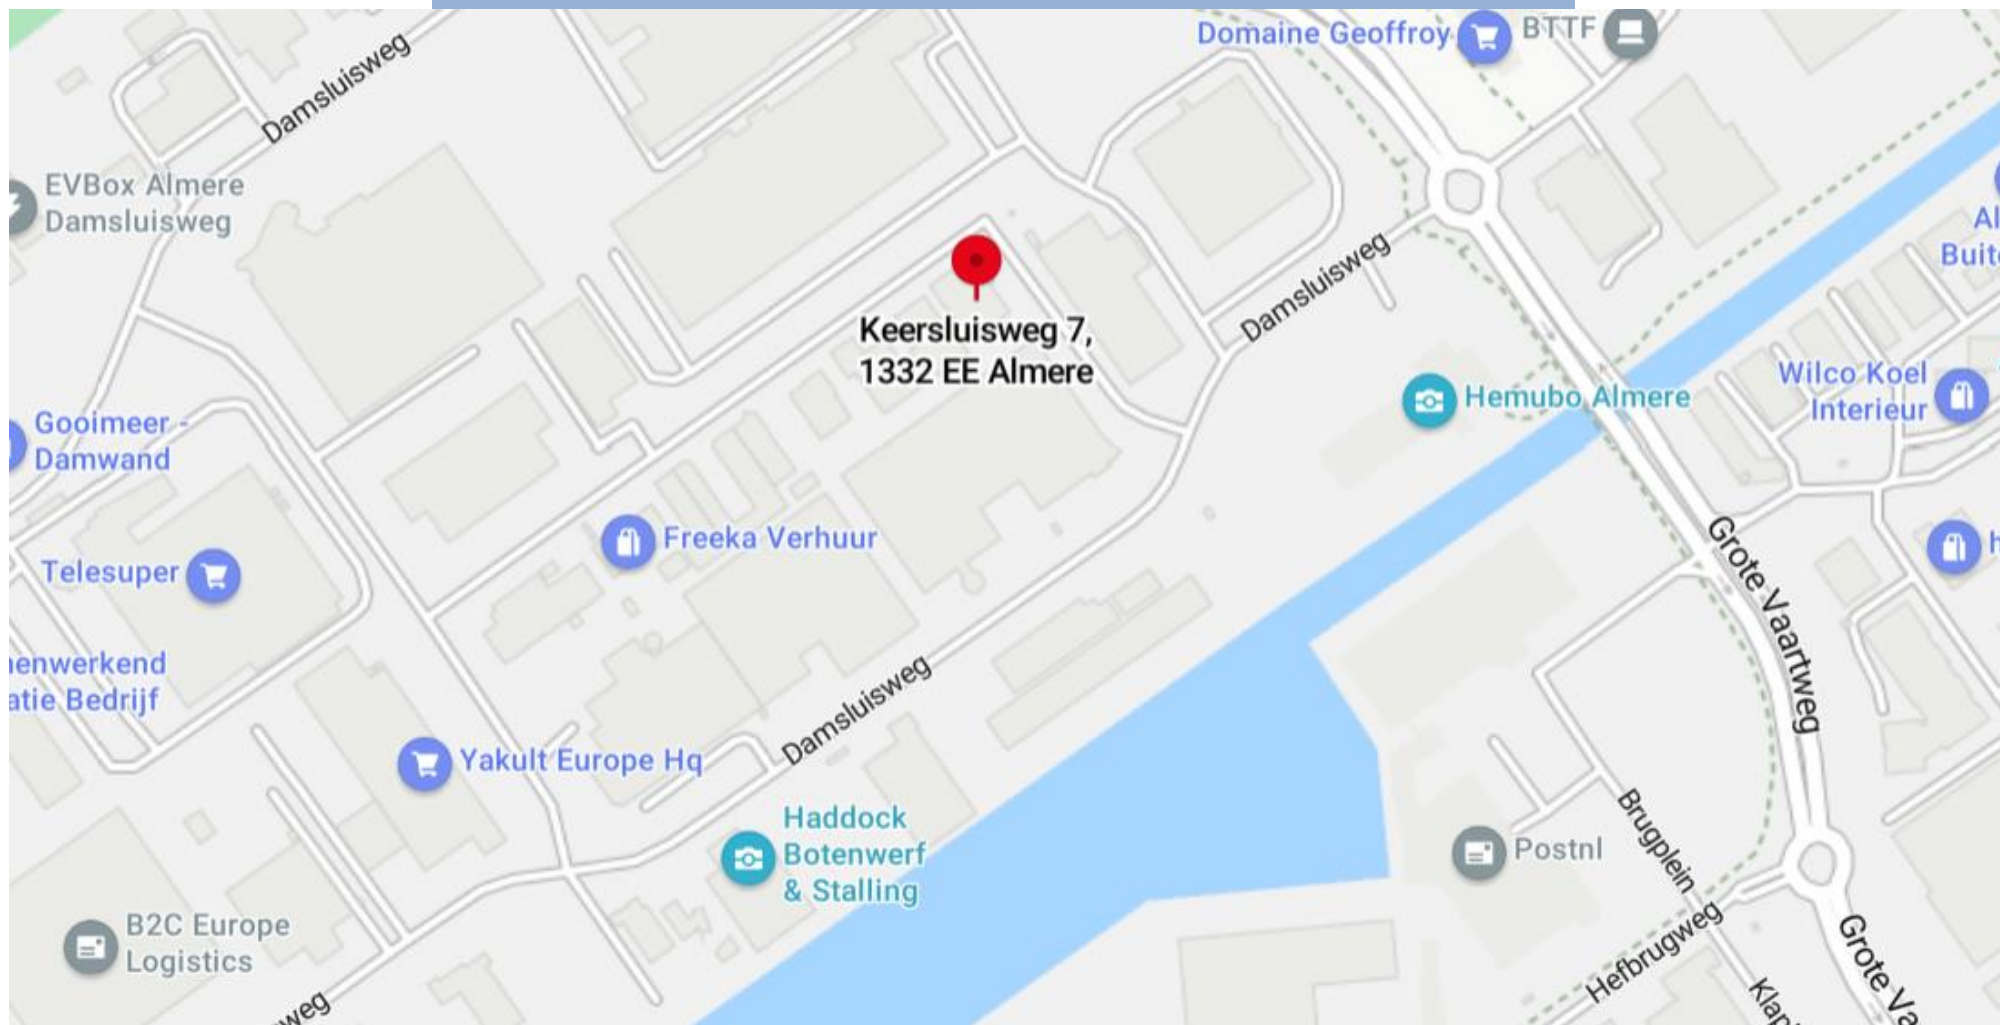 Domaine Geoffroy
BTTF
Damsluisweg
EVBox Almere
Damsluisweg
Damsluisweg
Keersluisweg 7,
1332 EE Almere
Wilco Koel
Interieur
Hemubo Almere
Gooimeer -
Damwand
Freeka Verhuur
Telesuper
Grote Vaartweg
atie Bedrijf
Damsluisweg
Yakult Europe Hq
Haddock
Botenwerf
& Stalling
Postnl
Brugplein
B2C Europe
Logistics
Hefbrugweg
Grote Va
weg